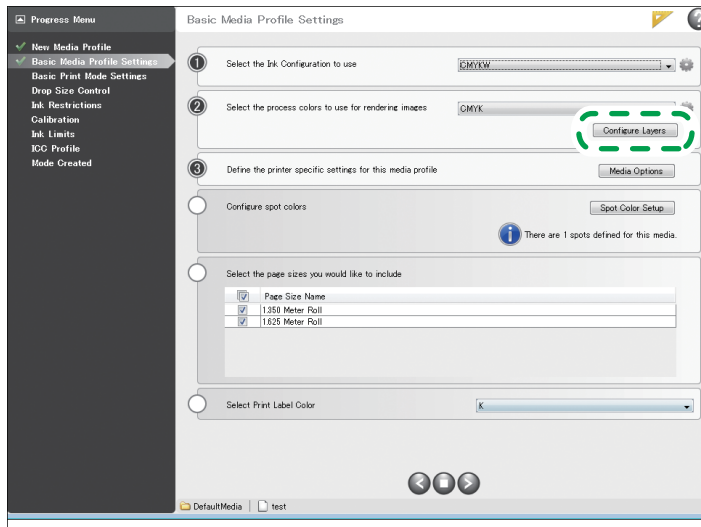 Progress Menu
Basic Media Profile Settings
New Media Profile
Basic Media Profile Settings
Basic Print Mode Settings
Drop Size Control
Ink Restrictions
Calibration
Ink Limits
ICC Profile
Mode Created
1 Select the Ink Configuration to use CMYKW
2 Select the process colors to use for rendering images CMYK
Configure Layers
3 Define the printer specific settings for this media profile Media Options
Configure spot colors Spot Color Setup
i There are 1 spots defined for this media.
Select the page sizes you would like to include
Page Size Name
1.350 Meter Roll
1.625 Meter Roll
Select Print Label Color K
DefaultMedia test